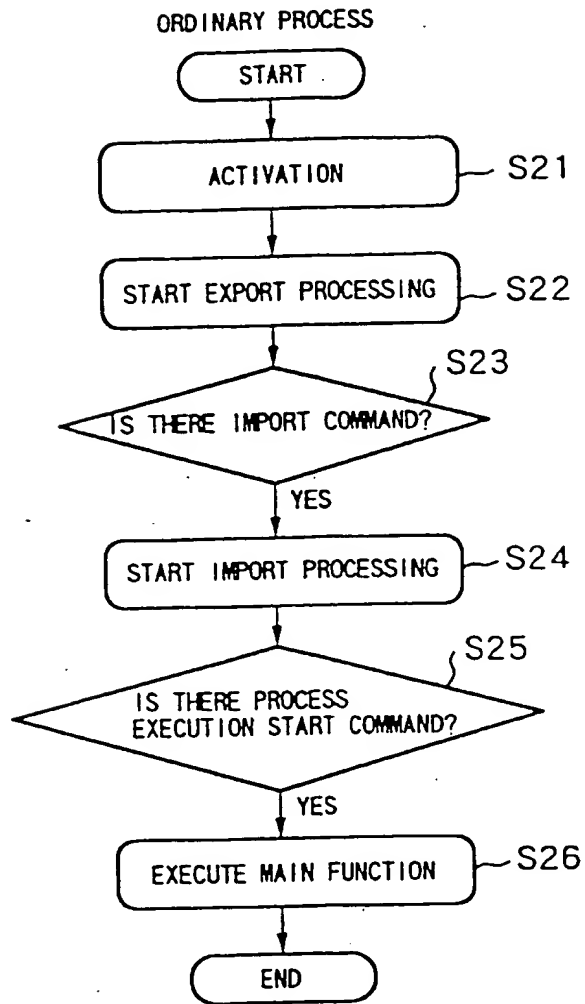 ORDINARY PROCESS
START
ACTIVATION
S21
START EXPORT PROCESSING
S22
S23
IS THERE IMPORT COMMAND?
YES
START IMPORT PROCESSING
S24
S25
IS THERE PROCESS
EXECUTION START COMMAND?
YES
EXECUTE MAIN FUNCTION
S26
END